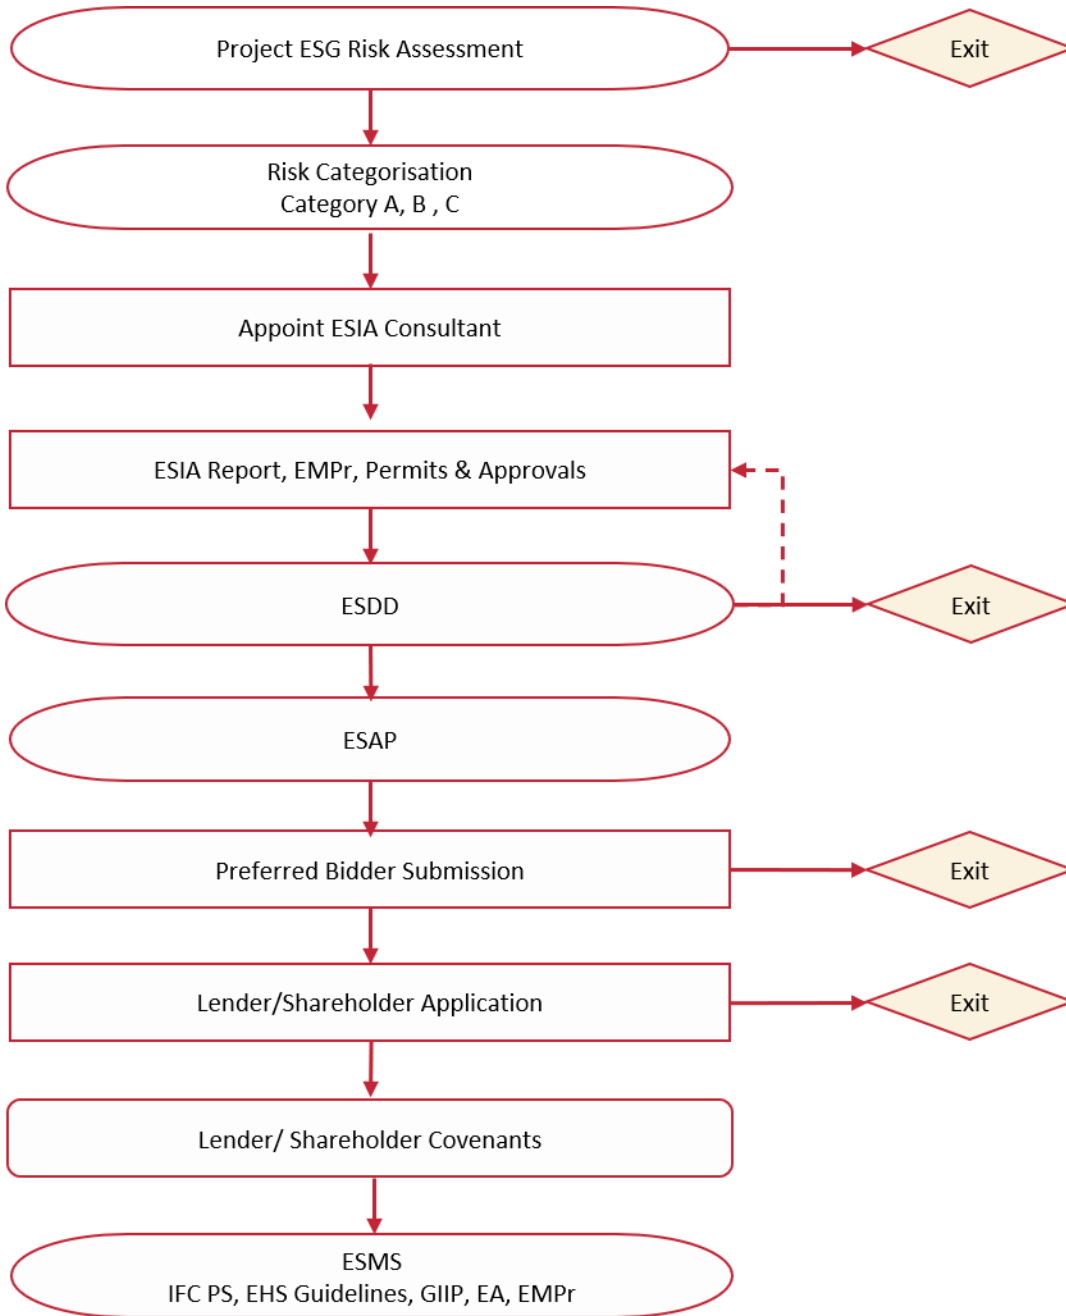 Project ESG Risk Assessment
Exit
Risk Categorisation
Category A, B , C
Appoint ESIA Consultant
ESIA Report, EMPr, Permits & Approvals
ESDD
Exit
ESAP
Preferred Bidder Submission
Exit
Lender/Shareholder Application
Exit
Lender/ Shareholder Covenants
ESMS
IFC PS, EHS Guidelines, GIIP, EA, EMPr